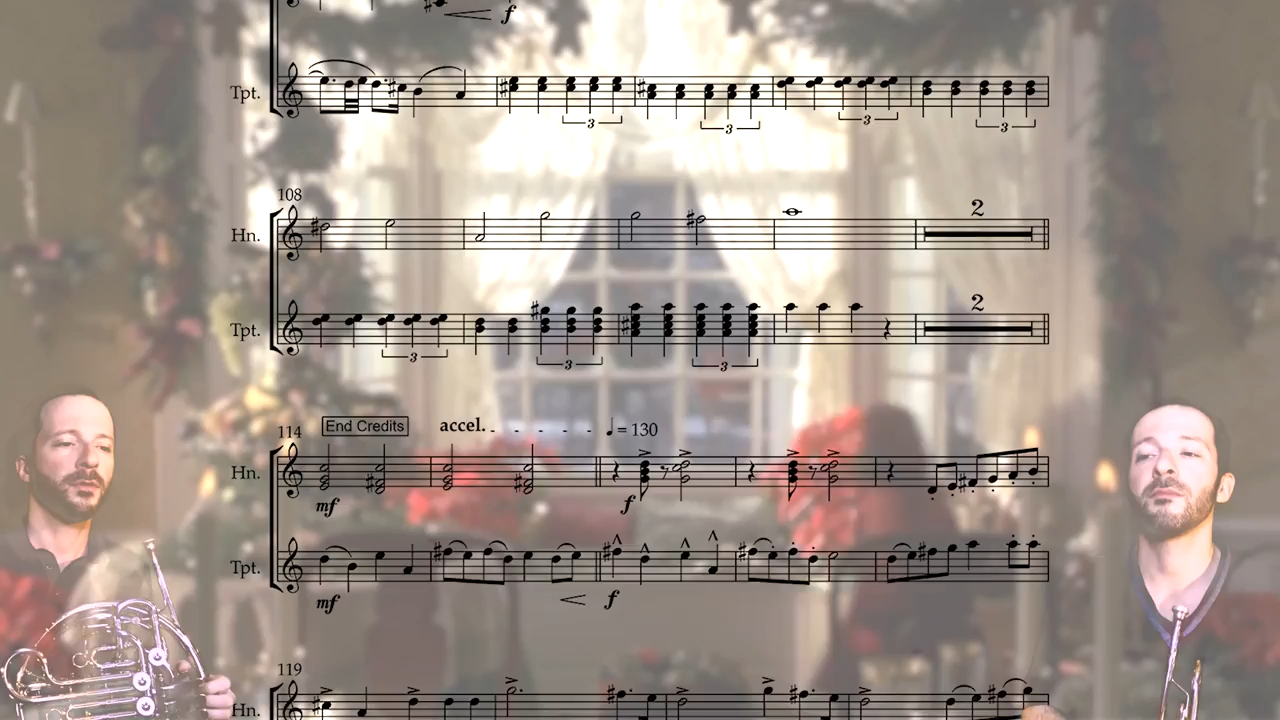 f
Tpt.
3 3 3 3
108
Hn. 2
Tpt. 2
3 3 3
114 End Credits accel. = 130
Hn.
mf f
Tpt.
mf f
119
Hn.